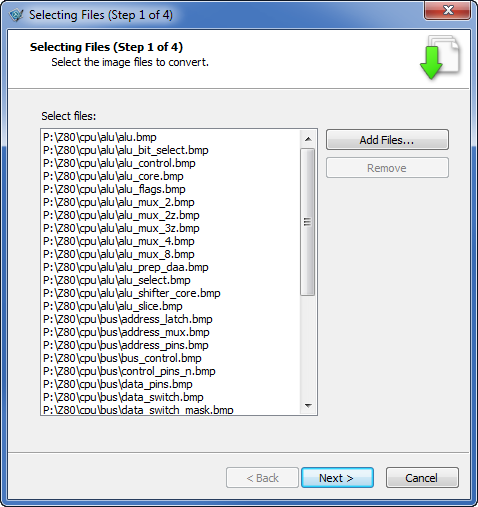 Selecting Files (Step 1 of 4)
Selecting Files (Step 1 of 4)
Select the image files to convert.
Select files:
P:\Z80\cpu\alu\alu.bmp
P:\Z80\cpu\alu\alu_bit_select.bmp
P:\Z80\cpu\alu\alu_control.bmp
P:\Z80\cpu\alu\alu_core.bmp
P:\Z80\cpu\alu\alu_flags.bmp
P:\Z80\cpu\alu\alu_mux_2.bmp
P:\Z80\cpu\alu\alu_mux_2z.bmp
P:\Z80\cpu\alu\alu_mux_3z.bmp
P:\Z80\cpu\alu\alu_mux_4.bmp
P:\Z80\cpu\alu\alu_mux_8.bmp
P:\Z80\cpu\alu\alu_prep_daa.bmp
P:\Z80\cpu\alu\alu_select.bmp
P:\Z80\cpu\alu\alu_shifter_core.bmp
P:\Z80\cpu\alu\alu_slice.bmp
P:\Z80\cpu\bus\address_latch.bmp
P:\Z80\cpu\bus\address_mux.bmp
P:\Z80\cpu\bus\address_pins.bmp
P:\Z80\cpu\bus\bus_control.bmp
P:\Z80\cpu\bus\control_pins_n.bmp
P:\Z80\cpu\bus\data_pins.bmp
P:\Z80\cpu\bus\data_switch.bmp
P:\Z80\cpu\bus\data_switch_mask.bmp
Add Files...
Remove
< Back
Next >
Cancel